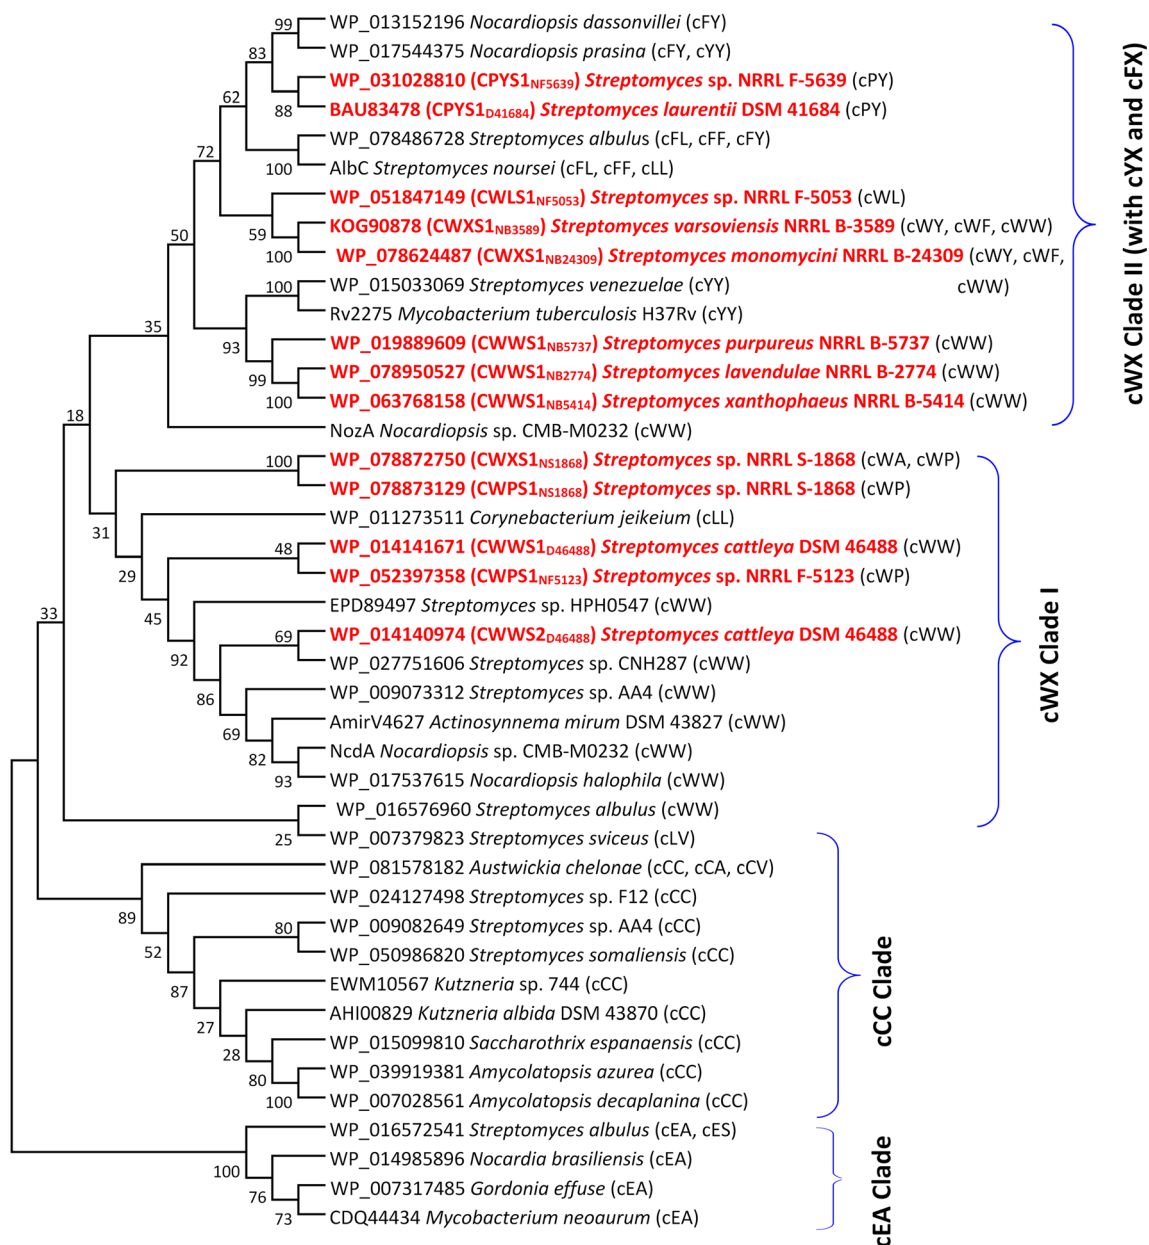 99
WP_013152196 Nocardiopsis dassonvillei (cFY)
83
WP_017544375 Nocardiopsis prasina (cFY, cYY)
WP_031028810 (CPYS1NF5639) Streptomyces sp. NRRL F-5639 (cPY)
62
88
BAU83478 (CPYS1D41684) Streptomyces laurentii DSM 41684 (cPY)
WP_078486728 Streptomyces albulus (cFL, cFF, cFY)
72
100
AlbC Streptomyces noursei (cFL, cFF, cLL)
WP_051847149 (CWLS1NF5053) Streptomyces sp. NRRL F-5053 (cWL)
50
59
KOG90878 (CWXS1NB3589) Streptomyces varsoviensis NRRL B-3589 (cWY, cWF, cWW)
100
WP_078624487 (CWXS1NB24309) Streptomyces monomycini NRRL B-24309 (cWY, cWF,
cWW)
100
WP_015033069 Streptomyces venezuelae (cYY)
Rv2275 Mycobacterium tuberculosis H37Rv (cYY)
35
93
WP_019889609 (CWWS1NB5737) Streptomyces purpureus NRRL B-5737 (cWW)
99
WP_078950527 (CWWS1NB2774) Streptomyces lavendulae NRRL B-2774 (cWW)
100
WP_063768158 (CWWS1NB5414) Streptomyces xanthophaeus NRRL B-5414 (cWW)
18
NozA Nocardiopsis sp. CMB-M0232 (cWW)
cWX Clade II (with cYX and cFX)
100
WP_078872750 (CWXS1NS1868) Streptomyces sp. NRRL S-1868 (cWA, cWP)
WP_078873129 (CWPS1NS1868) Streptomyces sp. NRRL S-1868 (cWP)
31
WP_011273511 Corynebacterium jeikeium (cLL)
48
WP_014141671 (CWWS1D46488) Streptomyces cattleya DSM 46488 (cWW)
29
WP_052397358 (CWPS1NF5123) Streptomyces sp. NRRL F-5123 (cWP)
33
45
EPD89497 Streptomyces sp. HPH0547 (cWW)
69
WP_014140974 (CWWS2D46488) Streptomyces cattleya DSM 46488 (cWW)
92
WP_027751606 Streptomyces sp. CNH287 (cWW)
86
WP_009073312 Streptomyces sp. AA4 (cWW)
69
AmirV4627 Actinosynnema mirum DSM 43827 (cWW)
82
NcdA Nocardiopsis sp. CMB-M0232 (cWW)
93
WP_017537615 Nocardiopsis halophila (cWW)
WP_016576960 Streptomyces albulus (cWW)
cWX Clade I
25
WP_007379823 Streptomyces sviceus (cLV)
WP_081578182 Austwickia chelonae (cCC, cCA, cCV)
89
WP_024127498 Streptomyces sp. F12 (cCC)
80
WP_009082649 Streptomyces sp. AA4 (cCC)
52
WP_050986820 Streptomyces somaliensis (cCC)
87
EWM10567 Kutzneria sp. 744 (cCC)
27
AHI00829 Kutzneria albida DSM 43870 (cCC)
28
WP_015099810 Saccharothrix espanaensis (cCC)
80
WP_039919381 Amycolatopsis azurea (cCC)
100
WP_007028561 Amycolatopsis decaplanina (cCC)
cCC Clade
WP_016572541 Streptomyces albulus (cEA, cES)
100
WP_014985896 Nocardia brasiliensis (cEA)
76
WP_007317485 Gordonia effuse (cEA)
73
CDQ44434 Mycobacterium neoaurum (cEA)
cEA Clade